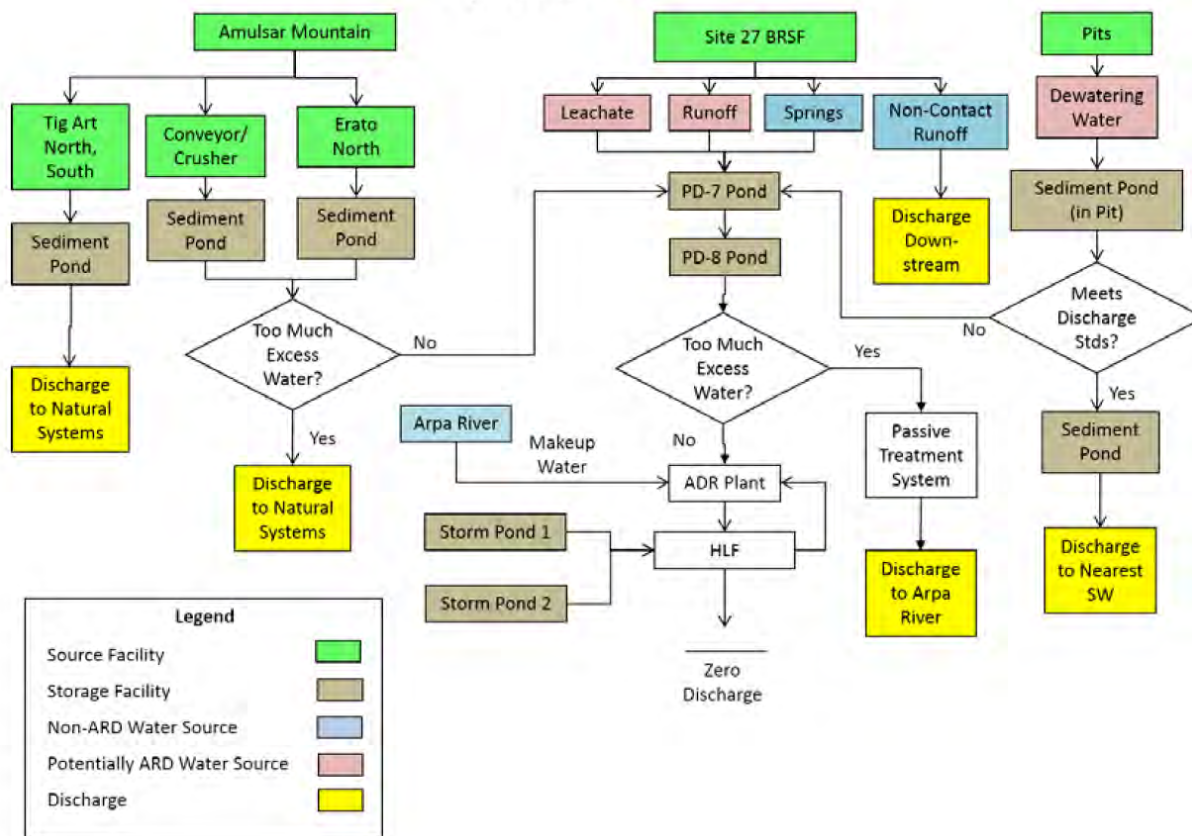 Amulsar Mountain
Site 27 BRSF
Pits
Tig Art
North,
South
Conveyor/
Crusher
Erato
North
Leachate
Runoff
Springs
Non-Contact
Runoff
Dewatering
Water
Sediment
Pond
Sediment
Pond
Sediment
Pond
PD-7 Pond
PD-8 Pond
Discharge
Down-
stream
Sediment Pond
(in Pit)
Too Much
Excess
Water?
No
Yes
Too Much
Excess
Water?
Yes
No
Meets
Discharge
Stds?
No
Yes
Discharge
to Natural
Systems
Discharge
to Natural
Systems
Arpa River
Makeup
Water
ADR Plant
Passive
Treatment
System
Sediment
Pond
Storm Pond 1
HLF
Storm Pond 2
Discharge
to Arpa
River
Discharge
to Nearest
SW
Zero
Discharge
Legend
Source Facility
Storage Facility
Non-ARD Water Source
Potentially ARD Water Source
Discharge